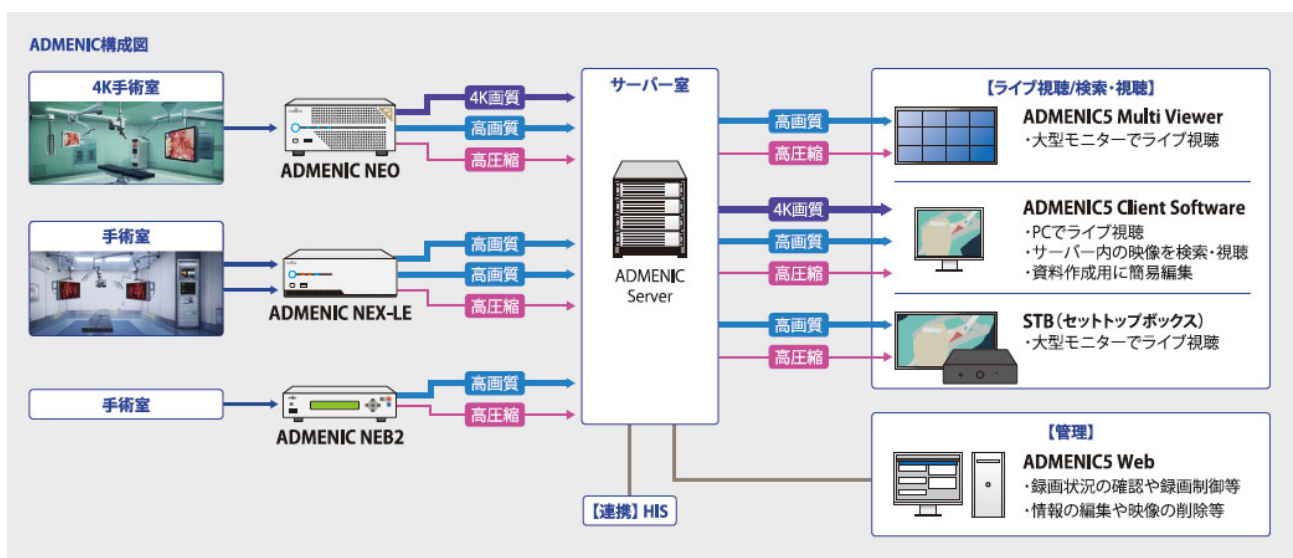 ADMENIC構成図
4K手術室
ADMENIC NEO
4K画質
高画質
高圧縮
手術室
ADMENIC NEX-LE
高画質
高画質
高圧縮
手術室
ADMENIC NEB2
高画質
高圧縮
サーバー室
ADMENIC
Server
【連携】HIS
高画質
高圧縮
4K画質
高画質
高圧縮
高画質
高圧縮
【ライブ視聴/検索・視聴】
ADMENIC5 Multi Viewer
・大型モニターでライブ視聴
ADMENIC5 Client Software
・PCでライブ視聴
・サーバー内の映像を検索・視聴
・資料作成用に簡易編集
STB（セットトップボックス）
・大型モニターでライブ視聴
【管理】
ADMENIC5 Web
・録画状況の確認や録画制御等
・情報の編集や映像の削除等